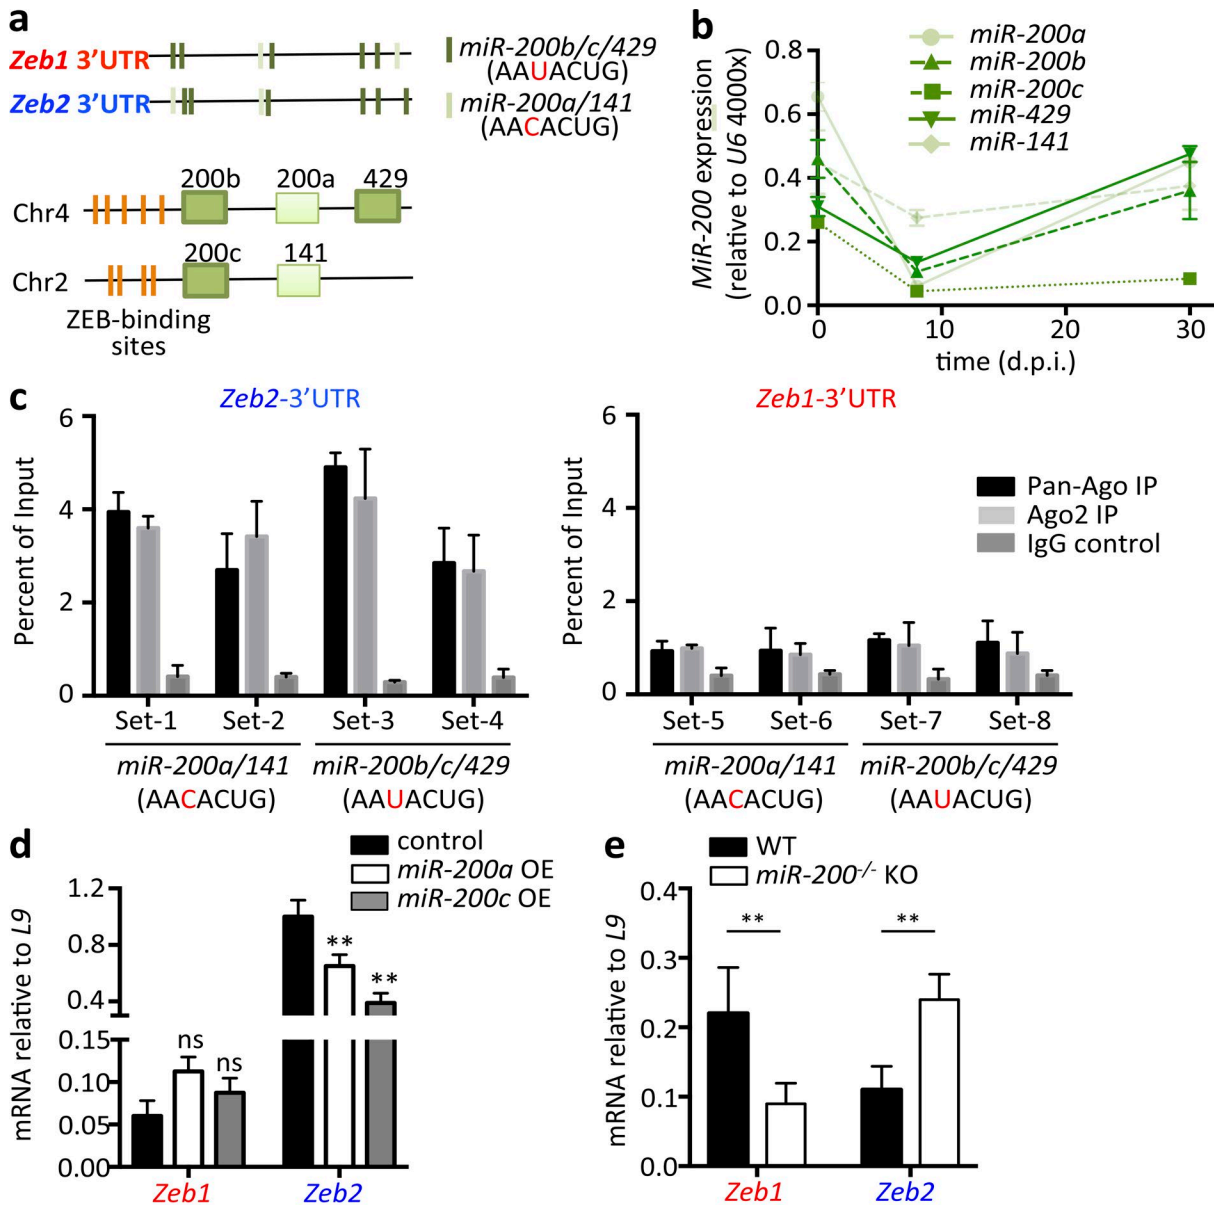 a
Zeb1 3’UTR
Zeb2 3’UTR
miR-200b/c/429
(AAUACUG)
miR-200a/141
(AACACUG)
200b 200a 429
Chr4
200c 141
Chr2
ZEB-binding
sites
b
MiR-200 expression
(relative to U6 4000x)
0.8
0.6
0.4
0.2
0.0
0 10 20 30
time (d.p.i.)
miR-200a
miR-200b
miR-200c
miR-429
miR-141
c
Zeb2-3’UTR
Percent of Input
6
4
2
0
Set-1 Set-2 Set-3 Set-4
miR-200a/141 miR-200b/c/429
(AACACUG) (AAUACUG)
Zeb1-3’UTR
Percent of Input
6
4
2
0
Pan-Ago IP
Ago2 IP
IgG control
Set-5 Set-6 Set-7 Set-8
miR-200a/141 miR-200b/c/429
(AACACUG) (AAUACUG)
d
control
miR-200a OE
miR-200c OE
mRNA relative to L9
1.2
0.8
0.4
0.15
0.10
0.05
0.00
ns ns
** **
Zeb1 Zeb2
e
WT
miR-200-/- KO
mRNA relative to L9
0.4
0.3
0.2
0.1
0.0
** **
Zeb1 Zeb2